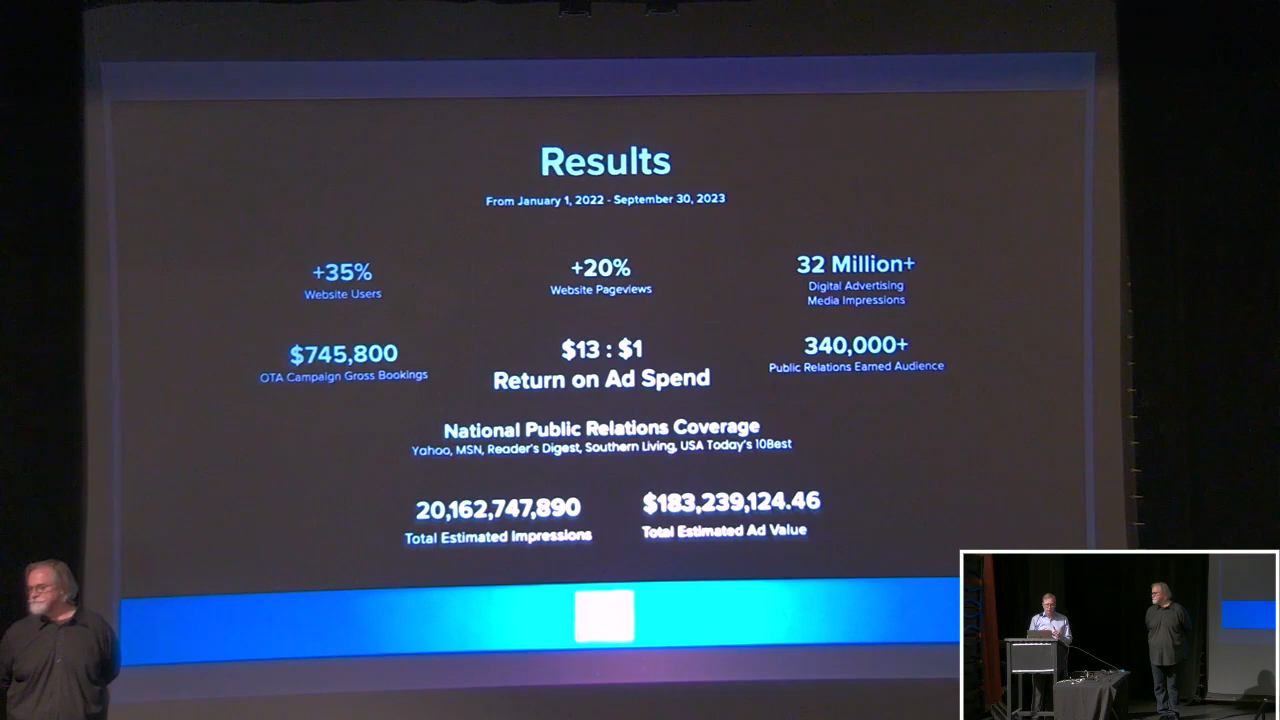 Results
From January 1, 2022 - September 30, 2023
+35%
Website Users
+20%
Website Pageviews
32 Million+
Digital Advertising
Media Impressions
$745,800
OTA Campaign Gross Bookings
$13 : $1
Return on Ad Spend
340,000+
Public Relations Earned Audience
National Public Relations Coverage
Yahoo, MSN, Reader's Digest, Southern Living, USA Today's 10Best
20,162,747,890
Total Estimated Impressions
$183,239,124.46
Total Estimated Ad Value